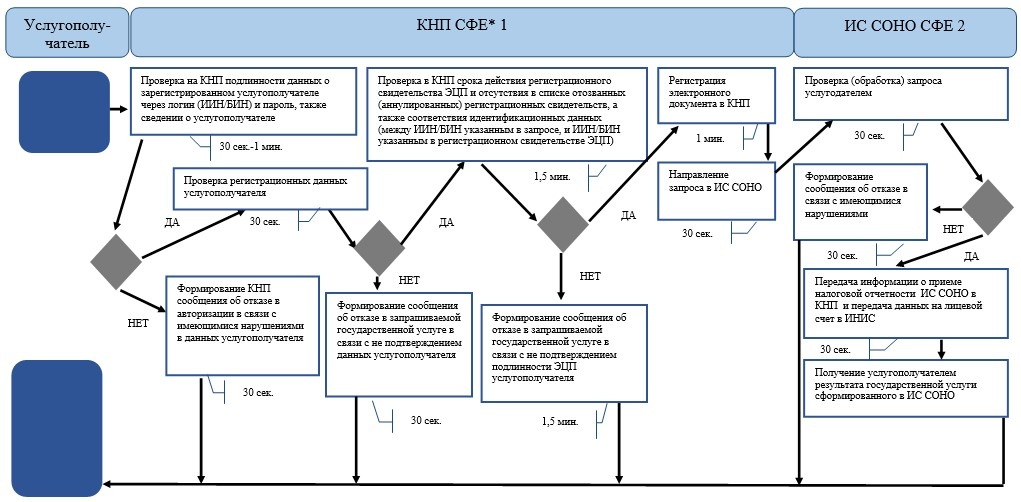 Услугополу-
чатель
КНП СФЕ* 1
ИС СОНО СФЕ 2
Проверка на КНП подлинности данных о
зарегистрированном услугополучателе
через логин (ИИН/БИН) и пароль, также
сведении о услугополучателе
30 сек.-1 мин.
Проверка регистрационных данных
услугополучателя
30 сек.
ДА
НЕТ
Формирование КНП
сообщения об отказе в
авторизации в связи с
имеющимися нарушениями
в данных услугополучателя
30 сек.
Проверка в КНП срока действия регистрационного
свидетельства ЭЦП и отсутствия в списке отозванных
(аннулированных) регистрационных свидетельств, а
также соответствия идентификационных данных
(между ИИН/БИН указанным в запросе, и ИИН/БИН
указанным в регистрационном свидетельстве ЭЦП)
1,5 мин.
ДА
НЕТ
Формирование сообщения
об отказе в запрашиваемой
государственной услуге в
связи с не подтверждением
данных услугополучателя
30 сек.
ДА
НЕТ
Формирование сообщения об
отказе в запрашиваемой
государственной услуге в
связи с не подтверждением
подлинности ЭЦП
услугополучателя
1,5 мин.
Регистрация
электронного
документа в КНП
1 мин.
Направление
запроса в ИС СОНО
30 сек.
Проверка (обработка) запроса
услугодателем
30 сек.
Формирование
сообщения об отказе в
связи с имеющимися
нарушениями
НЕТ
30 сек.
ДА
Передача информации о приеме
налоговой отчетности ИС СОНО в
КНП и передача данных на лицевой
счет в ИНИС
30 сек.
Получение услугополучателем
результата государственной услуги
сформированного в ИС СОНО